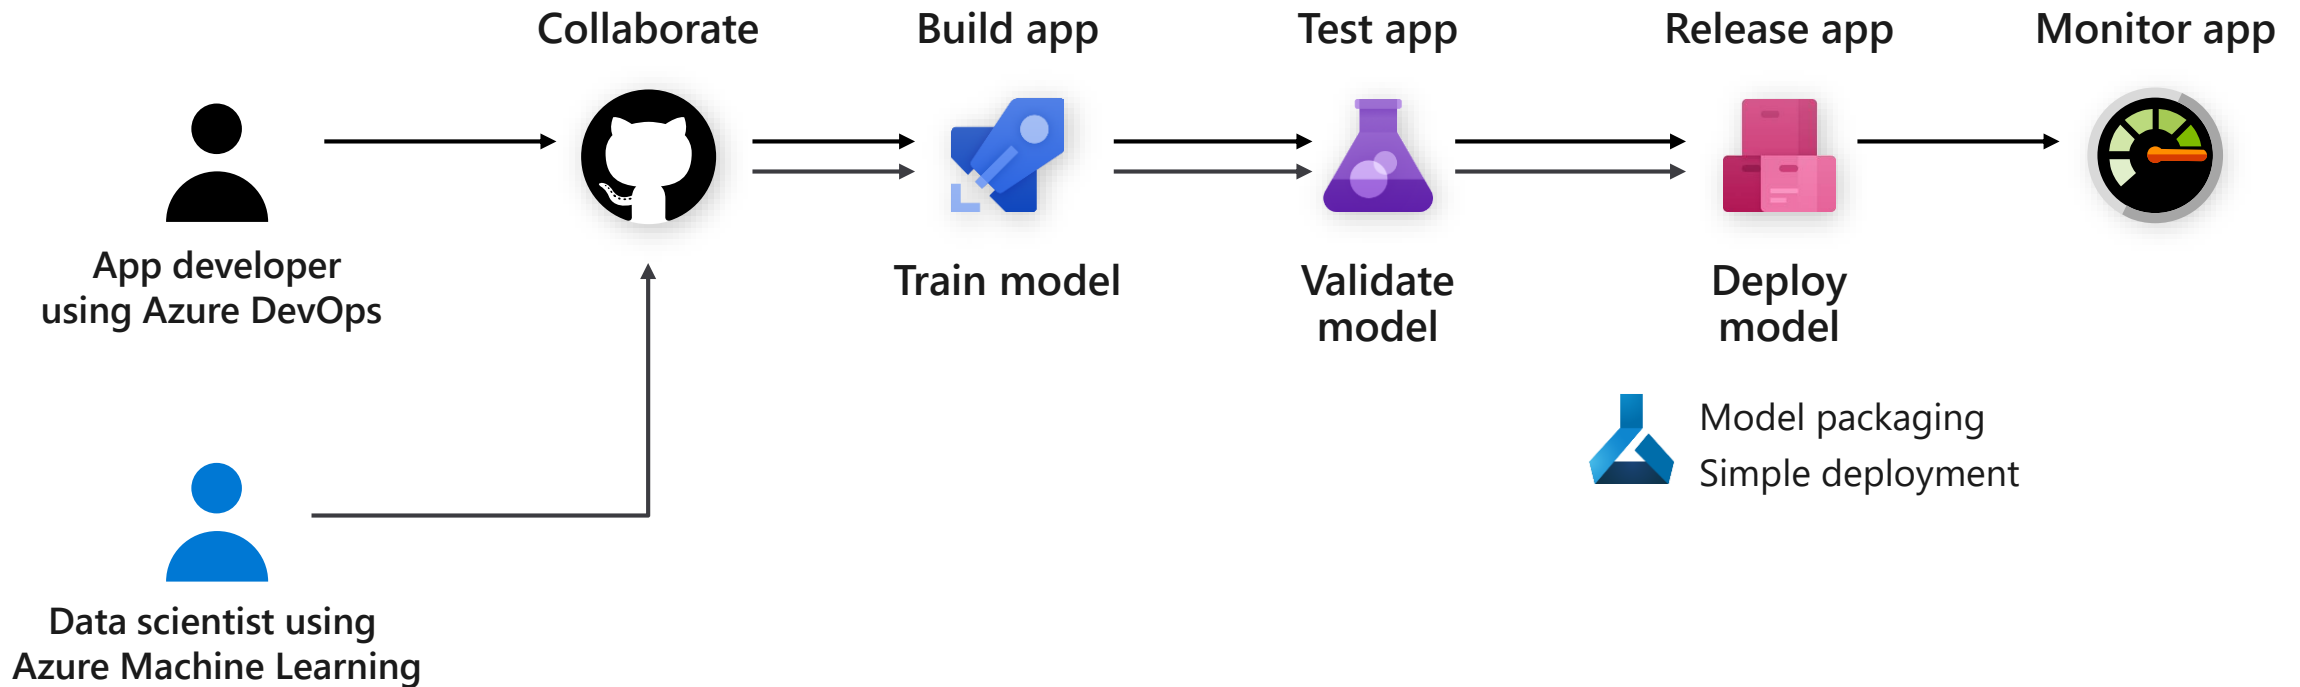 Collaborate
Build app
Test app
Release app
Monitor app
App developer
using Azure DevOps
Train model
Validate
model
Deploy
model
Model packaging
Simple deployment
Data scientist using
Azure Machine Learning